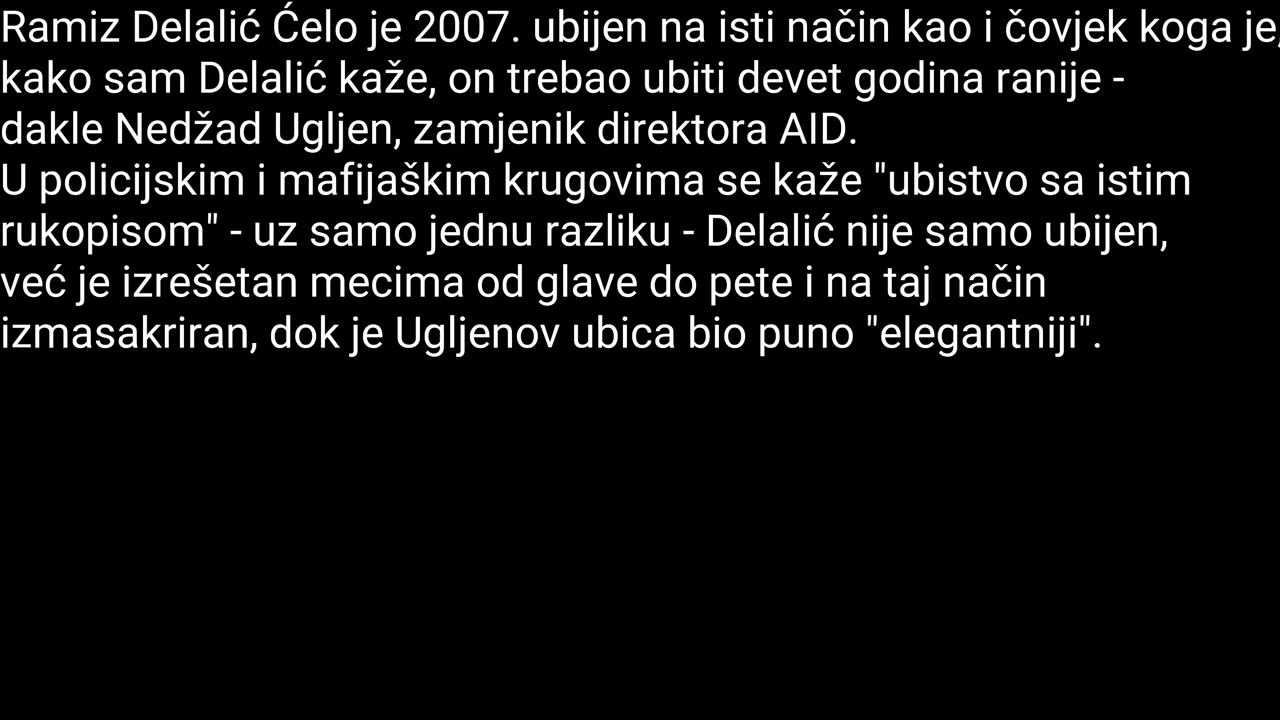 Ramiz Delalić Ćelo je 2007. ubijen na isti način kao i čovjek koga je,
kako sam Delalić kaže, on trebao ubiti devet godina ranije -
dakle Nedžad Ugljen, zamjenik direktora AID.
U policijskim i mafijaškim krugovima se kaže "ubistvo sa istim
rukopisom" - uz samo jednu razliku - Delalić nije samo ubijen,
već je izrešetan mecima od glave do pete i na taj način
izmasakriran, dok je Ugljenov ubica bio puno "elegantniji".